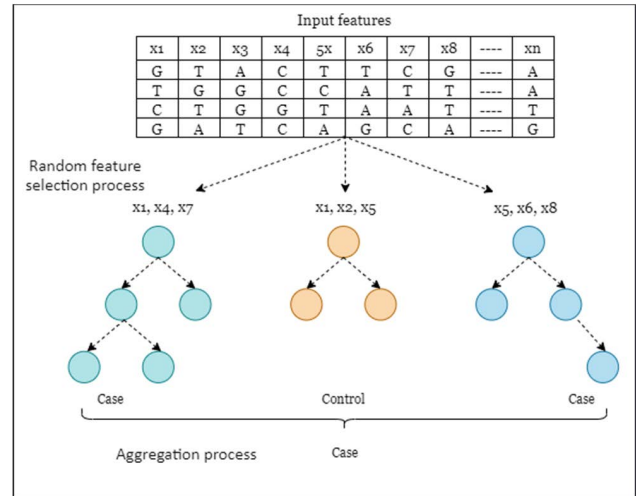 Input features
x1 x2 x3 x4 5x x6 x7 x8 ---- xn
G T A C T T C G ---- A
T G G C C A T T ---- A
C T G G T A A T ---- T
G A T C A G C A ---- G
Random feature
selection process
x1, x4, x7 x1, x2, x5 x5, x6, x8
Case Control Case
Aggregation process Case